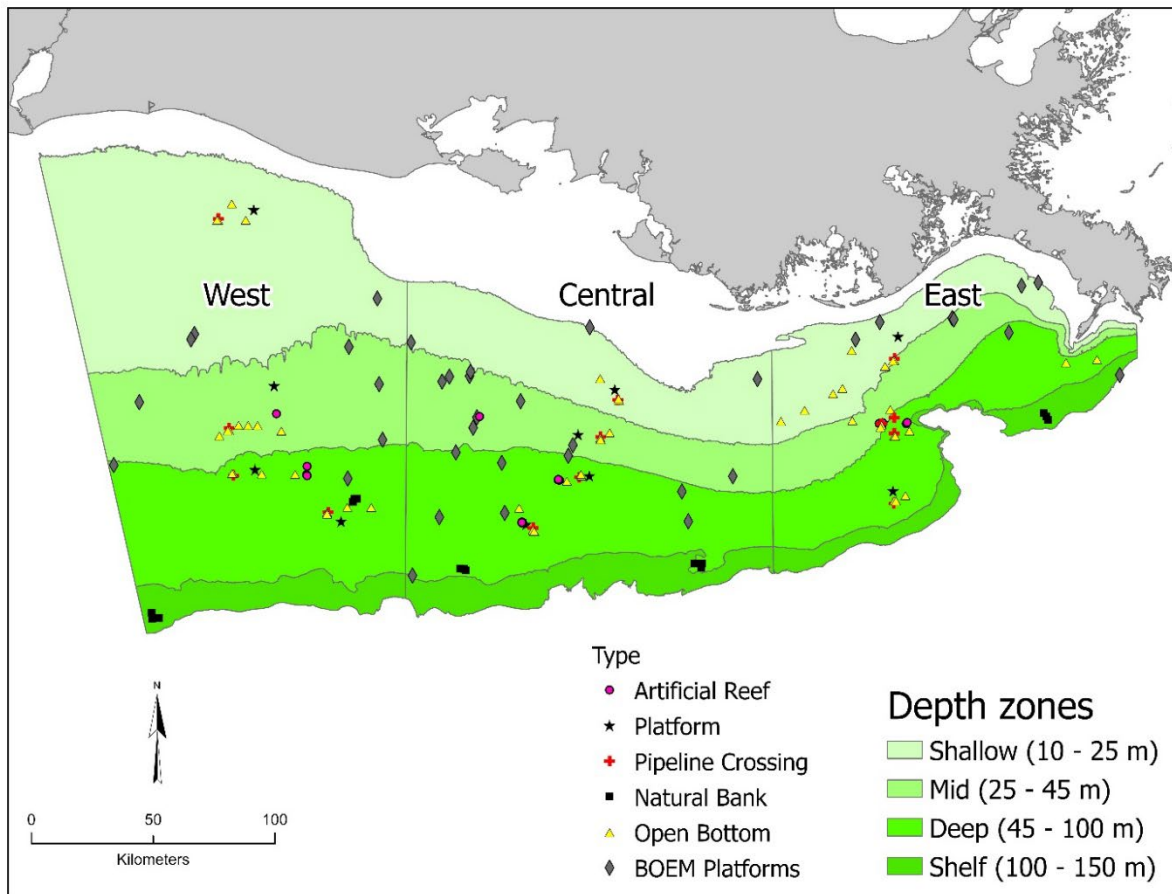 West
Central
East
N
0
50
100
Kilometers
Type
Artificial Reef
Platform
Pipeline Crossing
Natural Bank
Open Bottom
BOEM Platforms
Depth zones
Shallow (10 - 25 m)
Mid (25 - 45 m)
Deep (45 - 100 m)
Shelf (100 - 150 m)